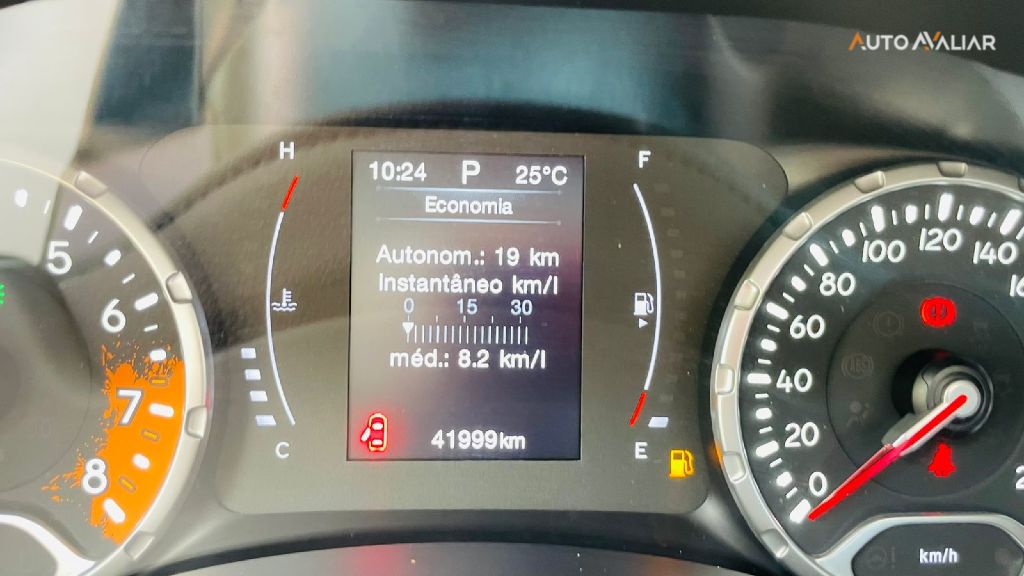 AUTO AVALIAR
H
F
10:24 P 25°C
Economia
Autonom.: 19 km
Instantâneo km/l
0 15 30
méd.: 8.2 km/l
41999km
C
E
5
6
7
8
0
20
40
60
80
100
120
140
km/h